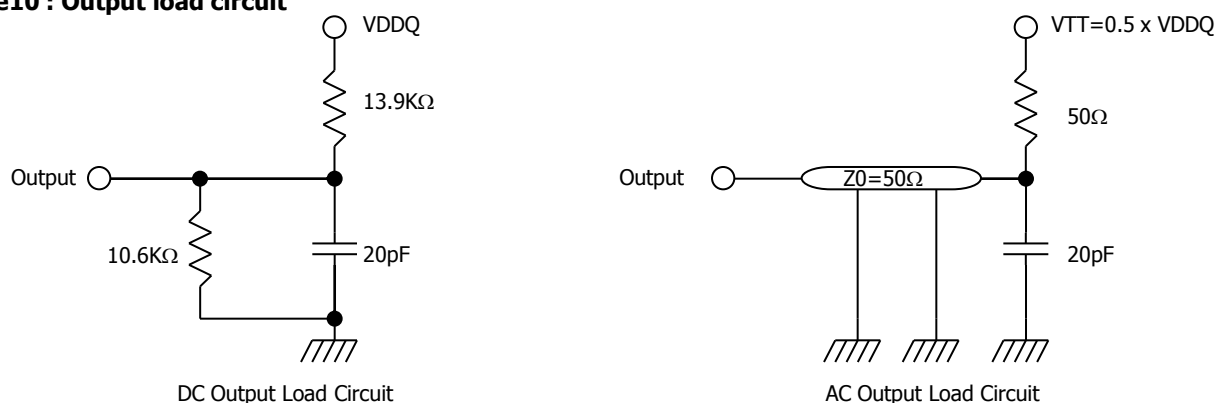 e10 : Output load circuit
VDDQ
13.9KΩ
Output
10.6KΩ
20pF
DC Output Load Circuit
VTT=0.5 x VDDQ
50Ω
Output
Z0=50Ω
20pF
AC Output Load Circuit